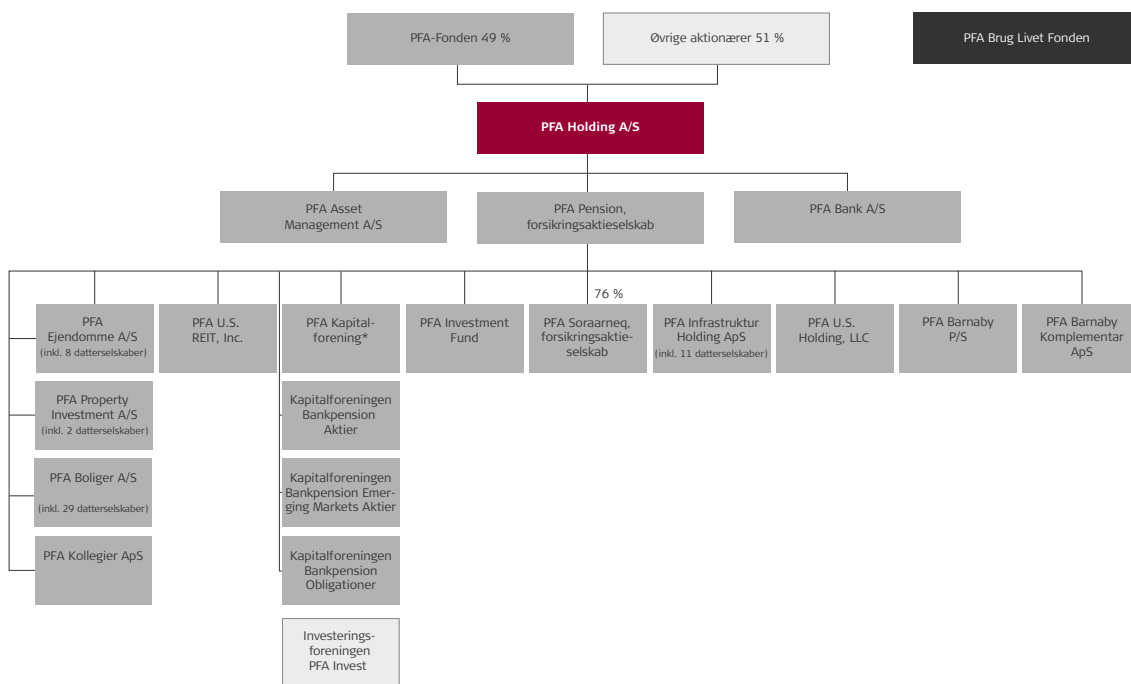 PFA-Fonden 49 %
Øvrige aktionærer 51 %
PFA Brug Livet Fonden
PFA Holding A/S
PFA Asset
Management A/S
PFA Pension,
forsikringsaktieselskab
PFA Bank A/S
76 %
PFA
Ejendomme A/S
(inkl. 8 datterselskaber)
PFA U.S.
REIT, Inc.
PFA Kapital-
forening*
PFA Investment
Fund
PFA Soraarneq,
forsikringsaktie-
selskab
PFA Infrastruktur
Holding ApS
(inkl. 11 datterselskaber)
PFA U.S.
Holding, LLC
PFA Barnaby
P/S
PFA Barnaby
Komplementar
ApS
PFA Property
Investment A/S
(inkl. 2 datterselskaber)
Kapitalforeningen
Bankpension
Aktier
PFA Boliger A/S
(inkl. 29 datterselskaber)
Kapitalforeningen
Bankpension Emer-
ging Markets Aktier
PFA Kollegier ApS
Kapitalforeningen
Bankpension
Obligationer
Investerings-
foreningen
PFA Invest